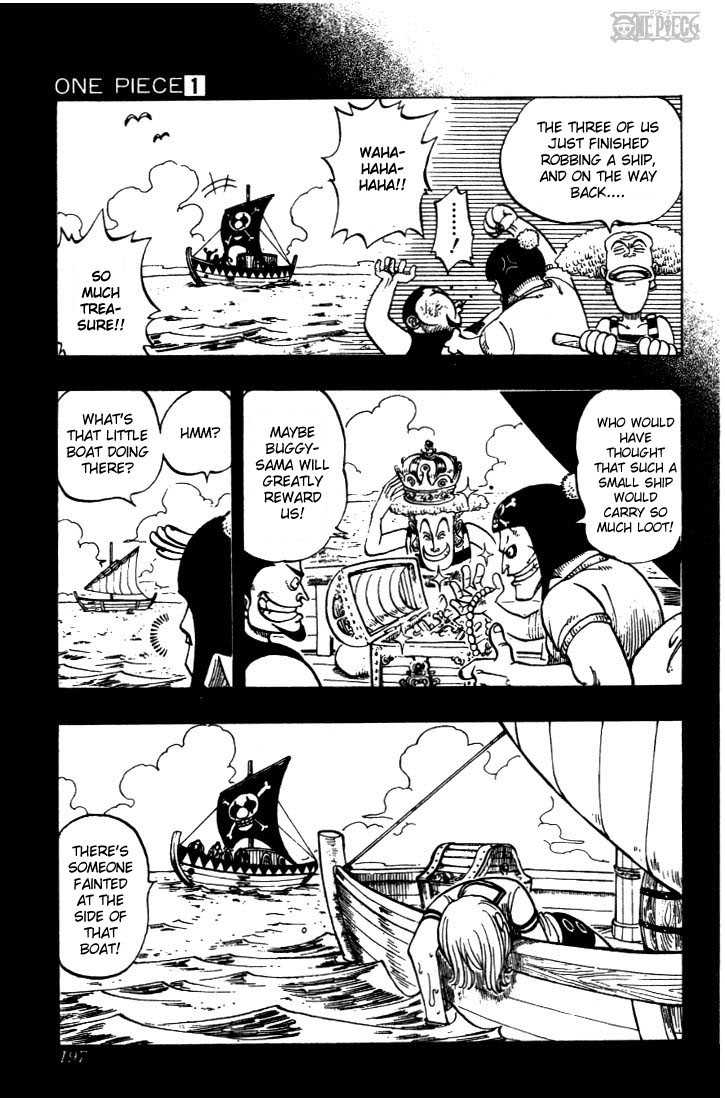 ONE PIECE
ONE PIECE 1
THE THREE OF US
JUST FINISHED
ROBBING A SHIP,
AND ON THE WAY
BACK....
......!
WAHA-
HAHA-
HAHA!!
SO
MUCH
TREA-
SURE!!
WHO WOULD
HAVE
THOUGHT
THAT SUCH A
SMALL SHIP
WOULD
CARRY SO
MUCH LOOT!
MAYBE
BUGGY-
SAMA WILL
GREATLY
REWARD
US!
HMM?
WHAT'S
THAT LITTLE
BOAT DOING
THERE?
THERE'S
SOMEONE
FAINTED
AT THE
SIDE OF
THAT
BOAT!
197